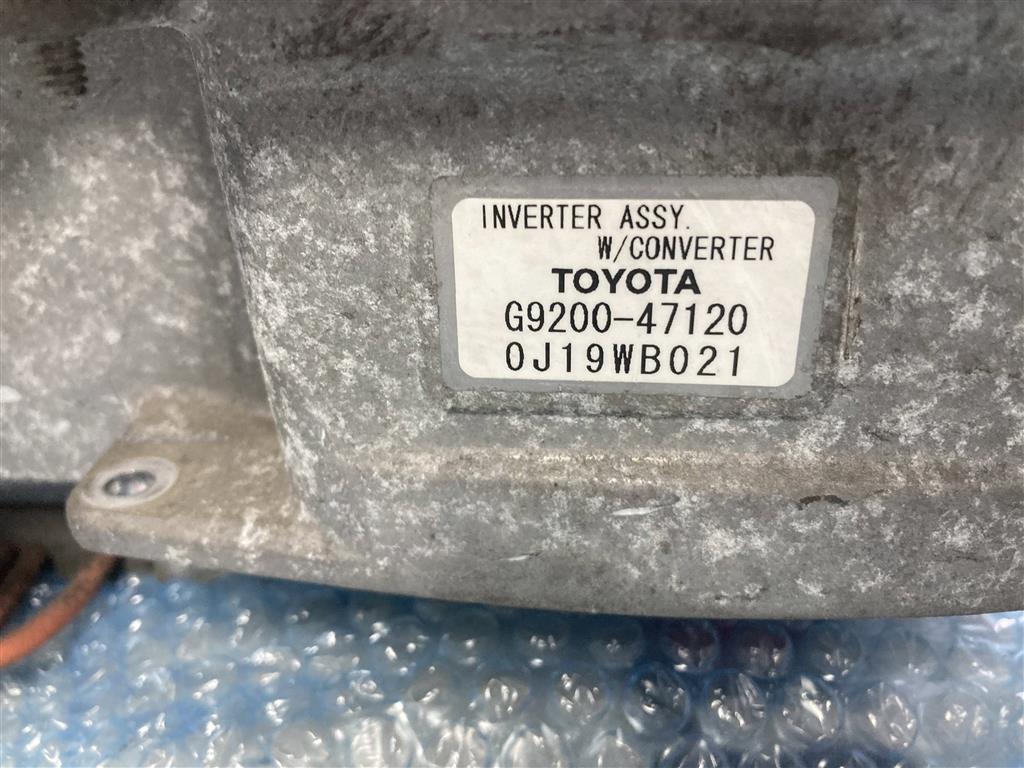 INVERTER ASSY.
W/CONVERTER
TOYOTA
G9200-47120
0J19WB021